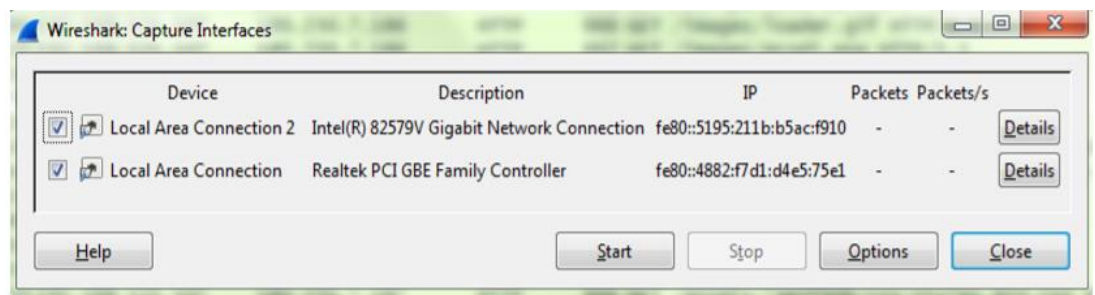 Wireshark: Capture Interfaces
Device Description IP Packets Packets/s
Local Area Connection 2 Intel(R) 82579V Gigabit Network Connection fe80::5195:211b:b5ac:f910 - - Details
Local Area Connection Realtek PCI GBE Family Controller fe80::4882:f7d1:d4e5:75e1 - - Details
Help Start Stop Options Close